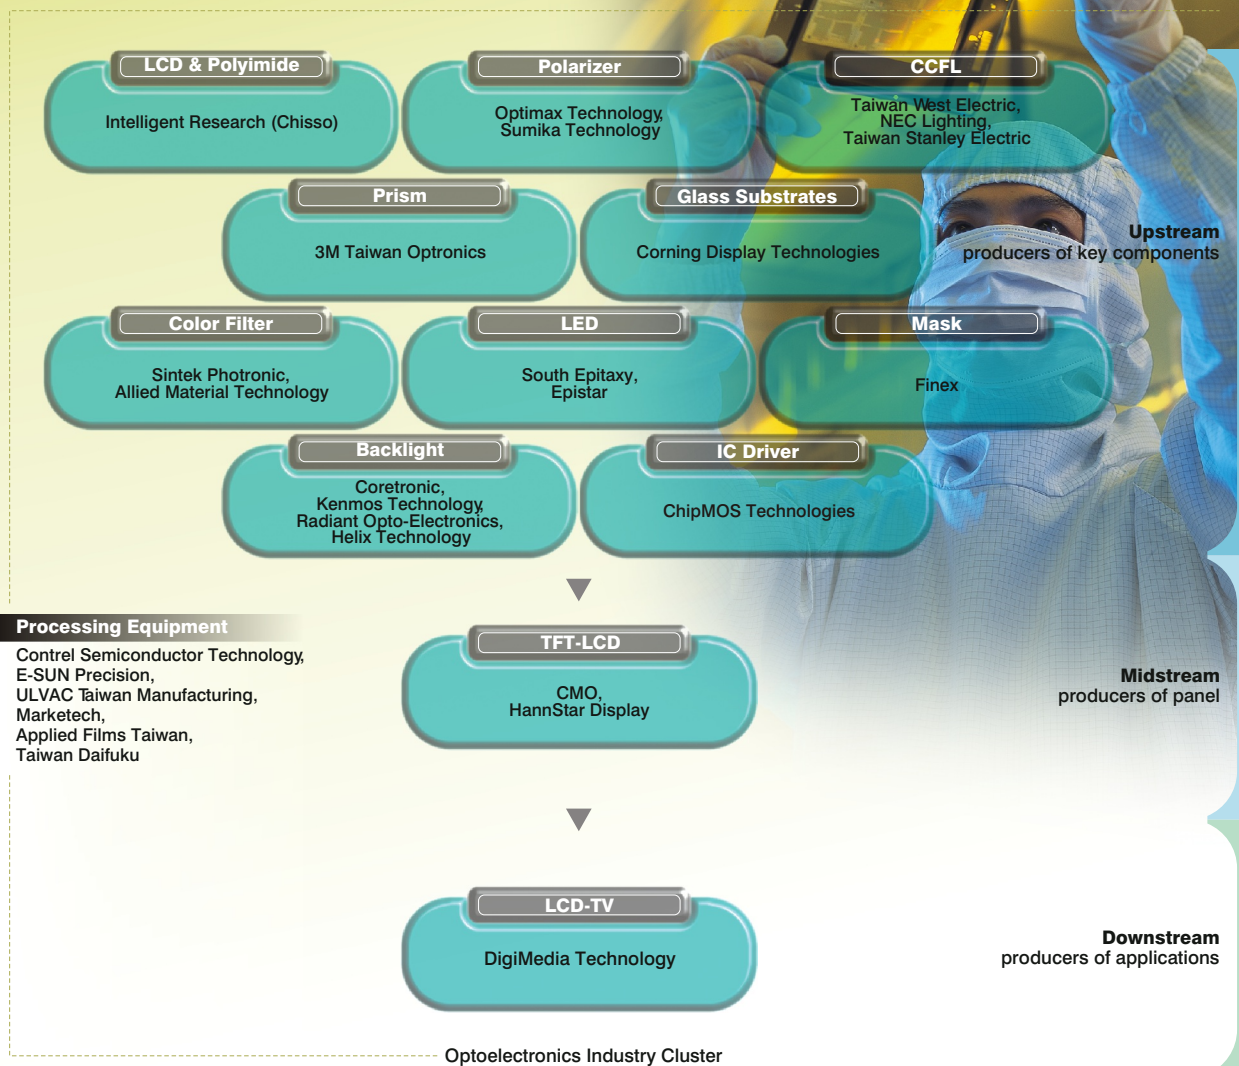 LCD & Polyimide
Intelligent Research (Chisso)
Polarizer
Optimax Technology,
Sumika Technology
CCFL
Taiwan West Electric,
NEC Lighting,
Taiwan Stanley Electric
Prism
3M Taiwan Optronics
Glass Substrates
Corning Display Technologies
Upstream
producers of key components
Color Filter
Sintek Photronic,
Allied Material Technology
LED
South Epitaxy,
Epistar
Mask
Finex
Backlight
Coretronic,
Kenmos Technology,
Radiant Opto-Electronics,
Helix Technology
IC Driver
ChipMOS Technologies
Processing Equipment
Contrel Semiconductor Technology,
E-SUN Precision,
ULVAC Taiwan Manufacturing,
Marketech,
Applied Films Taiwan,
Taiwan Daifuku
TFT-LCD
CMO,
HannStar Display
Midstream
producers of panel
LCD-TV
DigiMedia Technology
Downstream
producers of applications
Optoelectronics Industry Cluster